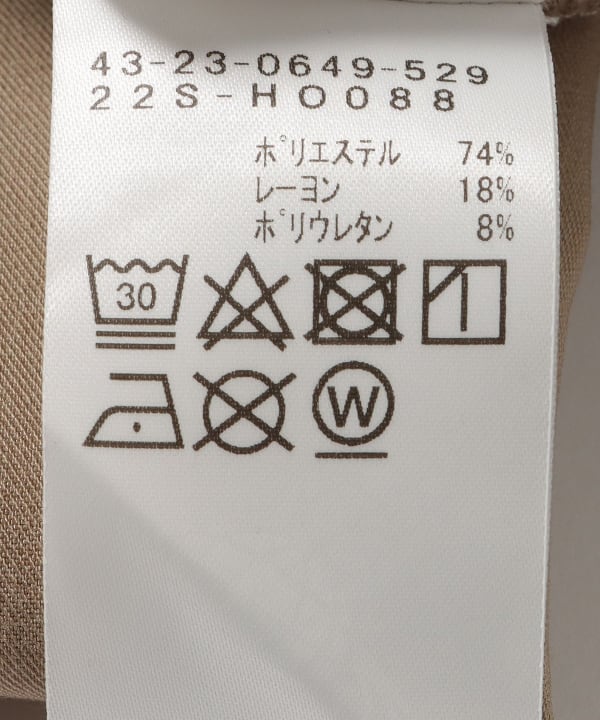 43-23-0649-529
22S-H0088
ポリエステル 74%
レーヨン 18%
ポリウレタン 8%
30
W